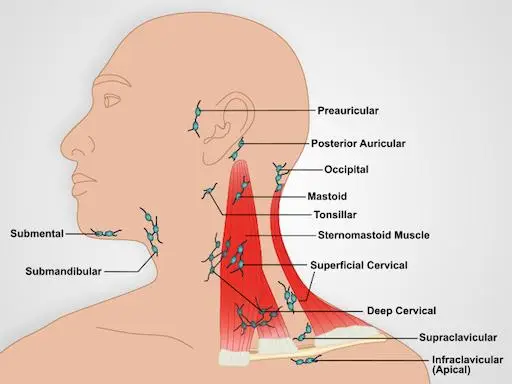 Preauricular
Posterior Auricular
Occipital
Mastoid
Tonsillar
Submental
Sternomastoid Muscle
Submandibular
Superficial Cervical
Deep Cervical
Supraclavicular
Infraclavicular
(Apical)